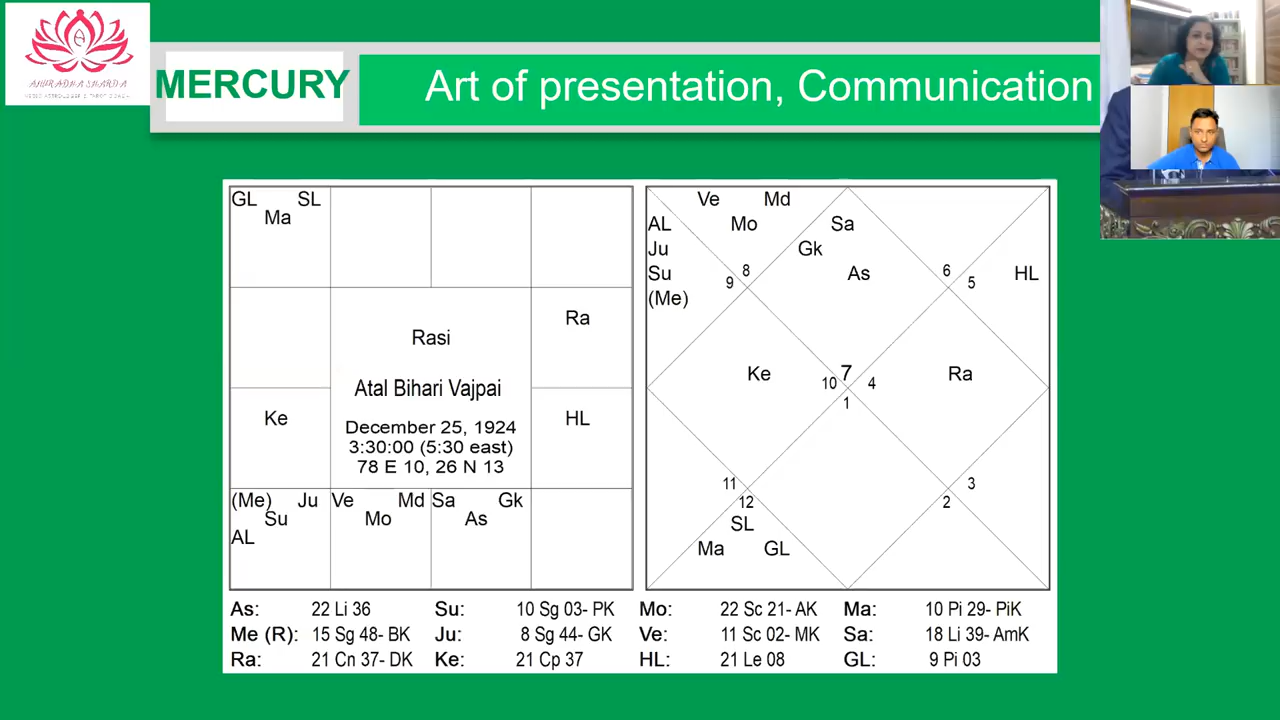 ANURADHA SHARDA
MERCURY
Art of presentation, Communication
GL SL
Ma
Ra
Rasi
Atal Bihari Vajpai
December 25, 1924
3:30:00 (5:30 east)
78 E 10, 26 N 13
Ke
HL
(Me) Ju
Su
AL
Ve Md
Mo
Sa Gk
As
Ve Md
AL Mo Sa
Ju Gk
Su 8 As 6 HL
9 5
(Me)
Ke 7 Ra
10 4
1
11 3
12 2
SL
Ma GL
As: 22 Li 36 Su: 10 Sg 03- PK Mo: 22 Sc 21- AK Ma: 10 Pi 29- PiK
Me (R): 15 Sg 48- BK Ju: 8 Sg 44- GK Ve: 11 Sc 02- MK Sa: 18 Li 39- AmK
Ra: 21 Cn 37- DK Ke: 21 Cp 37 HL: 21 Le 08 GL: 9 Pi 03